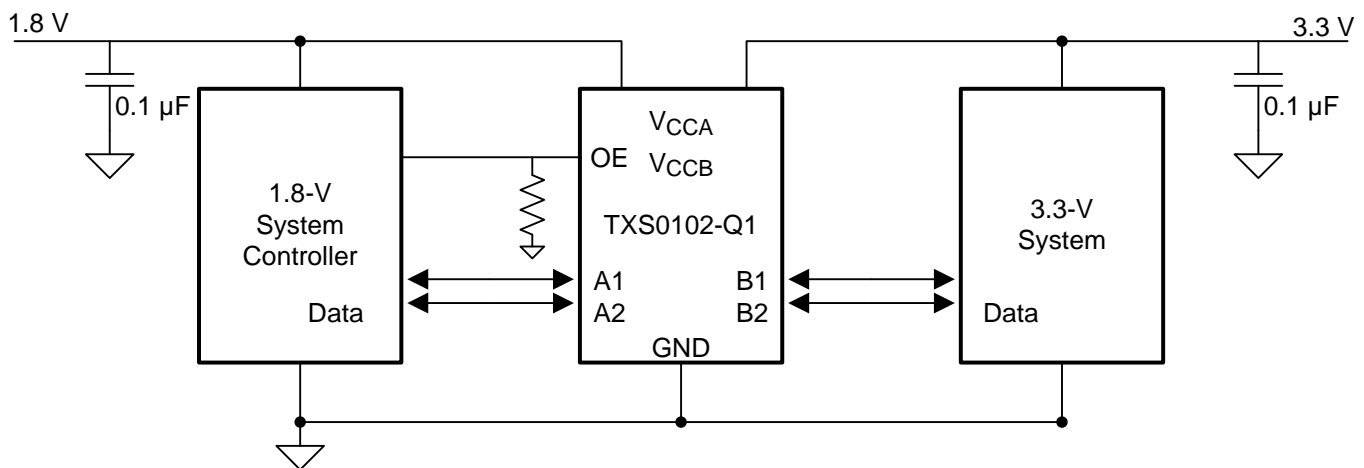 1.8 V
3.3 V
0.1 µF
0.1 µF
VCCA
OE
VCCB
1.8-V
System
Controller
TXS0102-Q1
3.3-V
System
A1
B1
A2
B2
Data
Data
GND